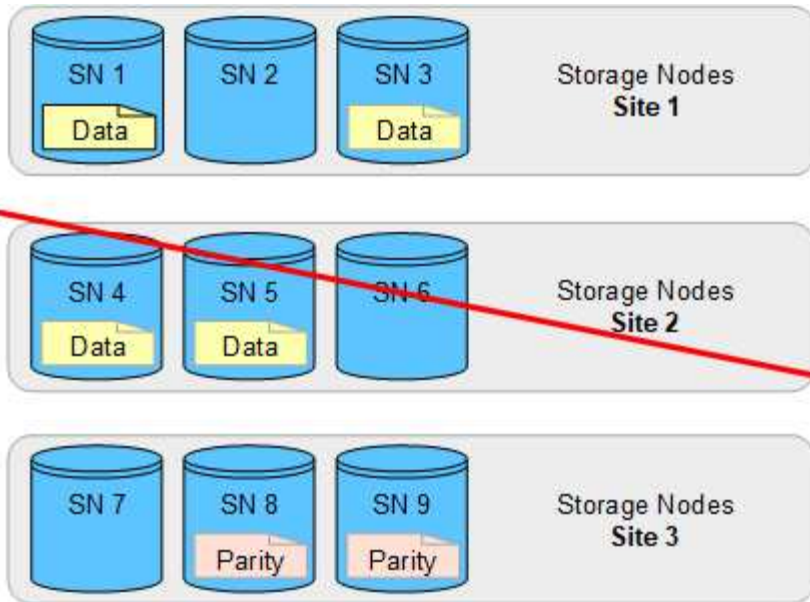 SN 1 SN 2 SN 3 Storage Nodes
Site 1
Data Data
SN 4 SN 5 SN 6 Storage Nodes
Site 2
Data Data
SN 7 SN 8 SN 9 Storage Nodes
Site 3
Parity Parity